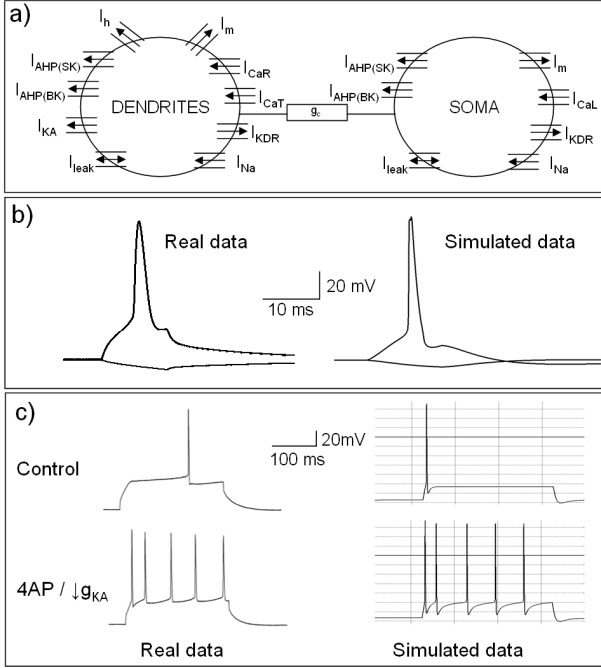 a)
I_h
I_m
I_AHP(SK)
I_CaR
I_AHP(BK)
DENDRITES
I_CaT
I_KA
I_KDR
I_leak
I_Na
g_c
I_AHP(SK)
I_m
I_AHP(BK)
SOMA
I_CaL
I_KDR
I_leak
I_Na
b)
Real data
Simulated data
20 mV
10 ms
c)
Control
20mV
100 ms
4AP / ↓g_KA
Real data
Simulated data